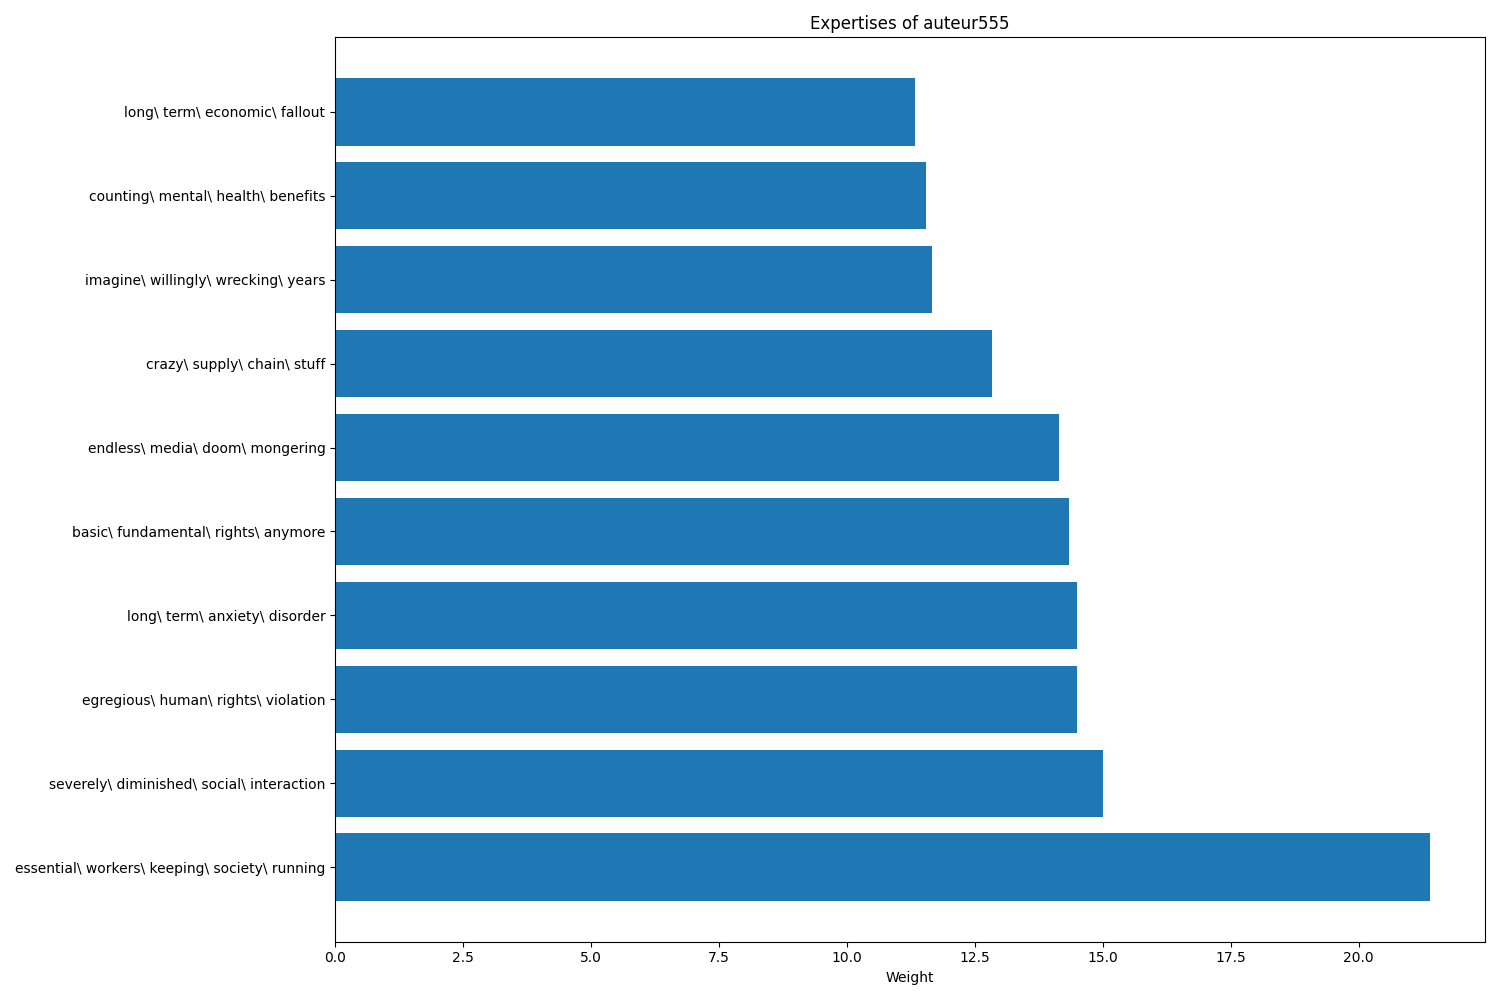 Expertises of auteur555
long\ term\ economic\ fallout
counting\ mental\ health\ benefits
imagine\ willingly\ wrecking\ years
crazy\ supply\ chain\ stuff
endless\ media\ doom\ mongering
basic\ fundamental\ rights\ anymore
long\ term\ anxiety\ disorder
egregious\ human\ rights\ violation
severely\ diminished\ social\ interaction
essential\ workers\ keeping\ society\ running
0.0 2.5 5.0 7.5 10.0 12.5 15.0 17.5 20.0
Weight